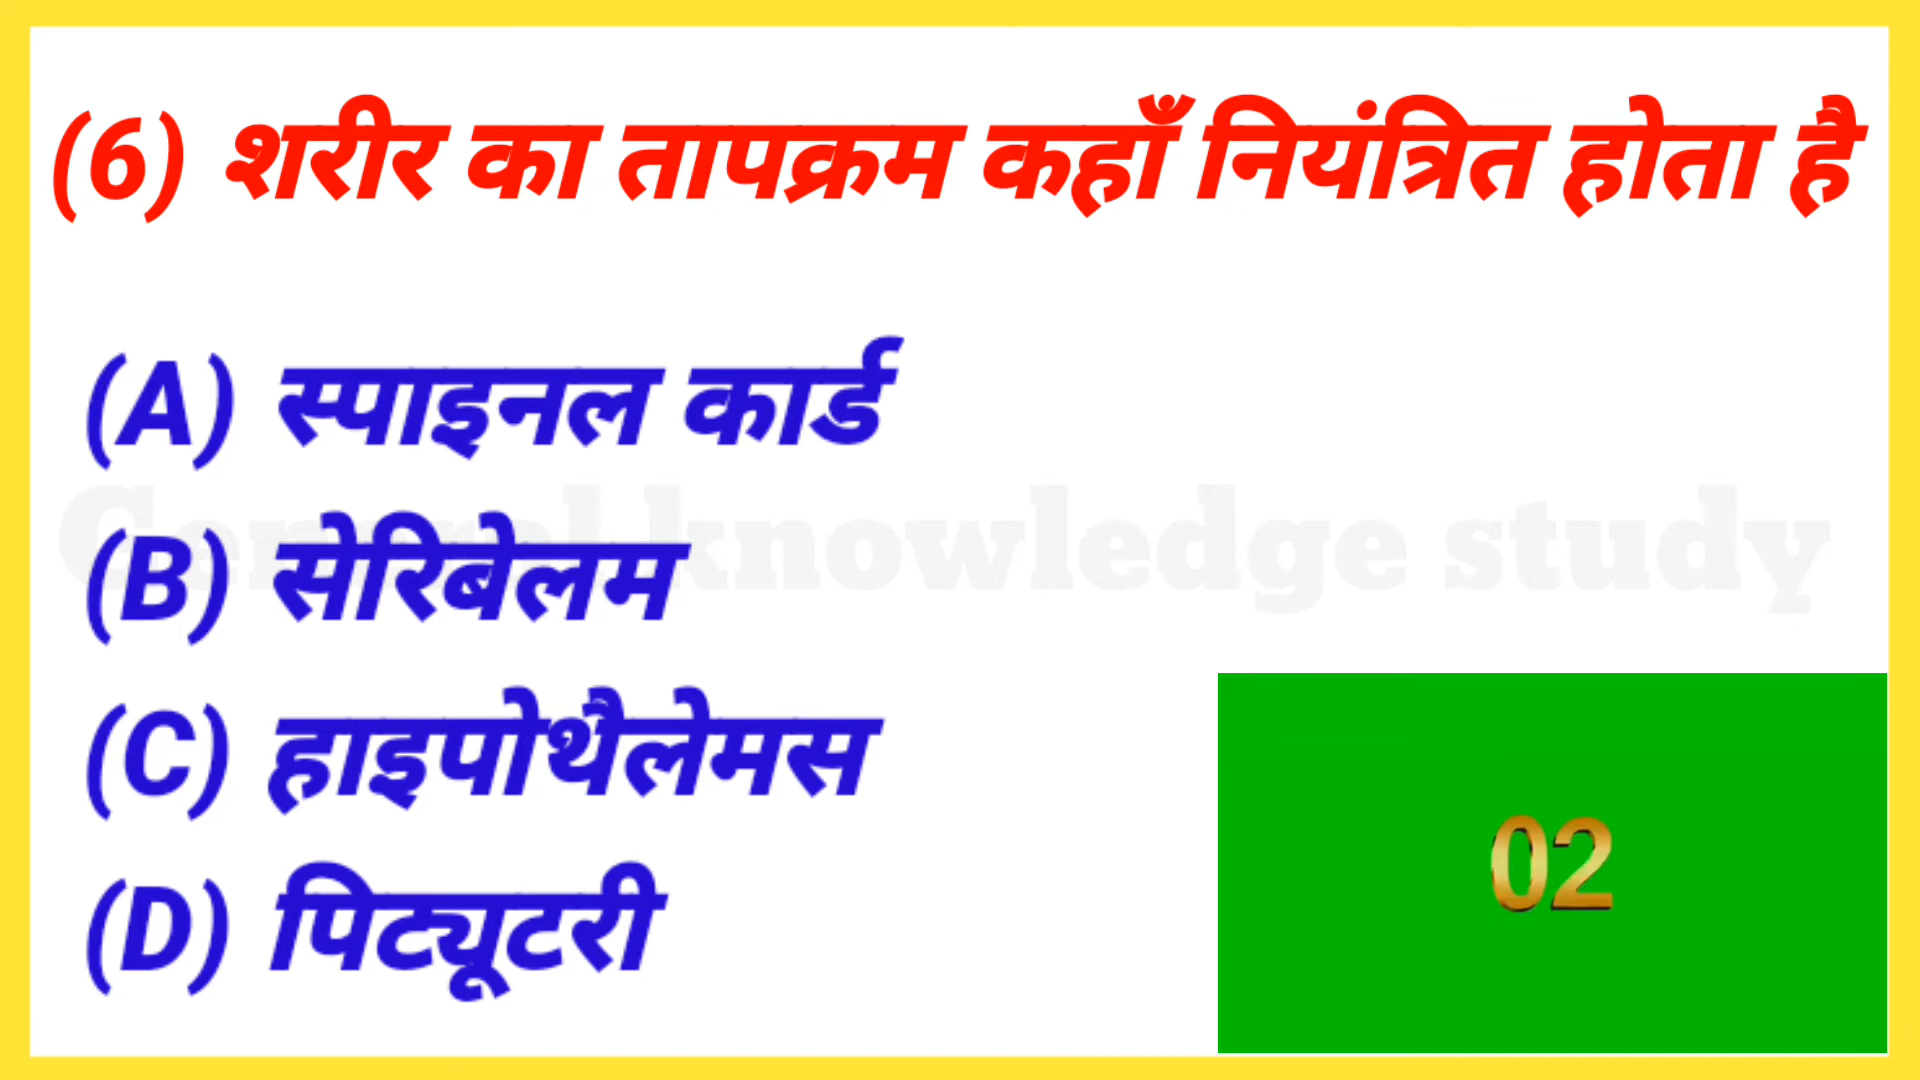 (6) शरीर का तापक्रम कहाँ नियंत्रित होता है
(A) स्पाइनल कार्ड
General knowledge study
(B) सेरिबेलम
(C) हाइपोथैलेमस
(D) पिट्यूटरी
02